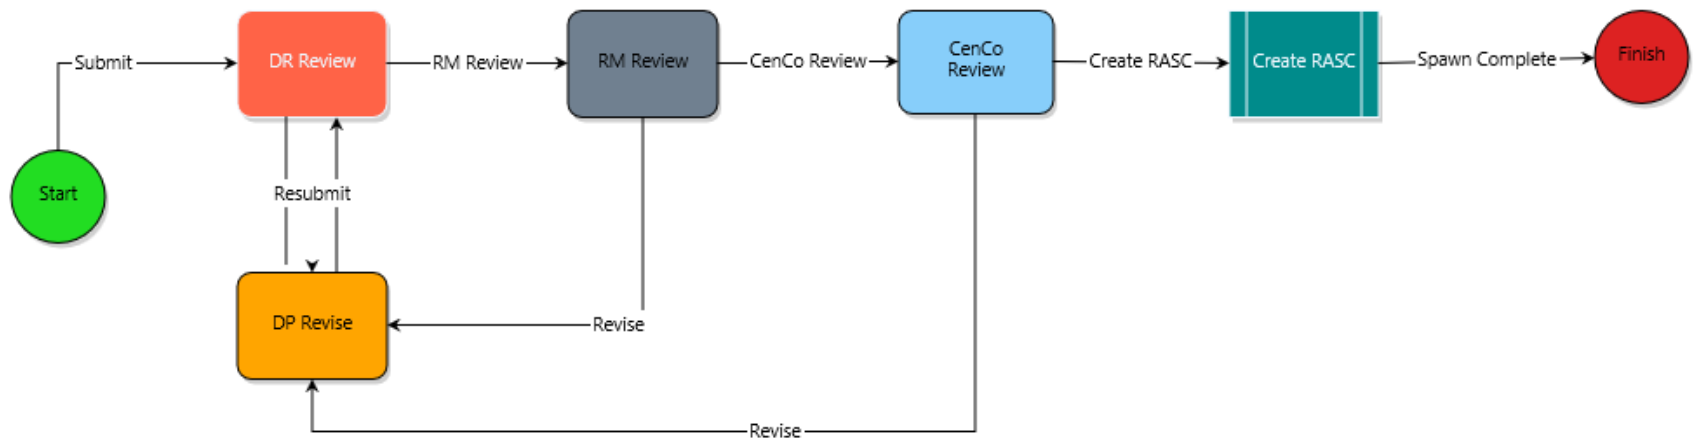 Submit
DR Review
RM Review
RM Review
CenCo Review
CenCo
Review
Create RASC
Create RASC
Spawn Complete
Finish
Start
Resubmit
DP Revise
Revise
Revise